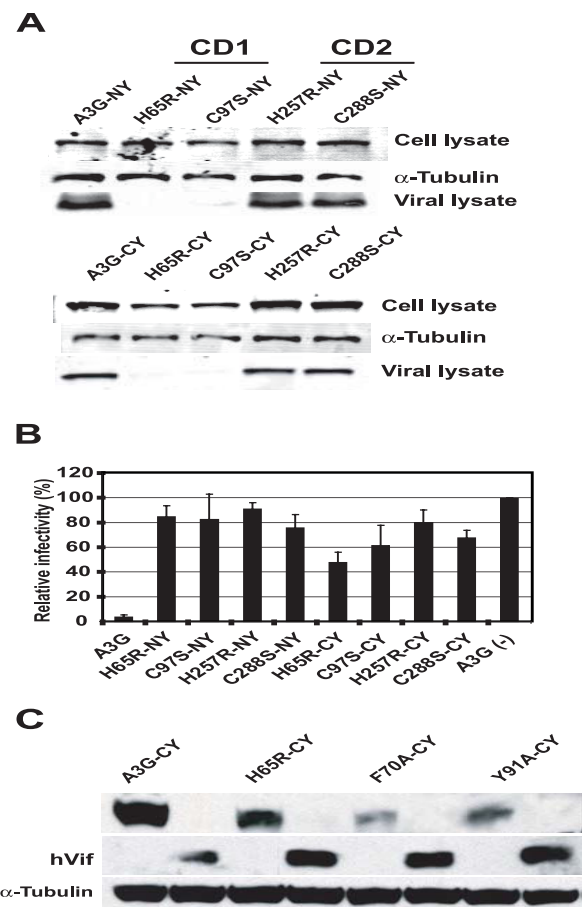 A
CD1 CD2
A3G-NY H65R-NY C97S-NY H257R-NY C288S-NY
Cell lysate
α-Tubulin
Viral lysate
A3G-CY H65R-CY C97S-CY H257R-CY C288S-CY
Cell lysate
α-Tubulin
Viral lysate
B
Relative infectivity (%)
120
100
80
60
40
20
0
A3G H65R-NY C97S-NY H257R-NY C288S-NY H65R-CY C97S-CY H257R-CY C288S-CY A3G (-)
C
A3G-CY H65R-CY F70A-CY Y91A-CY
hVif
α-Tubulin